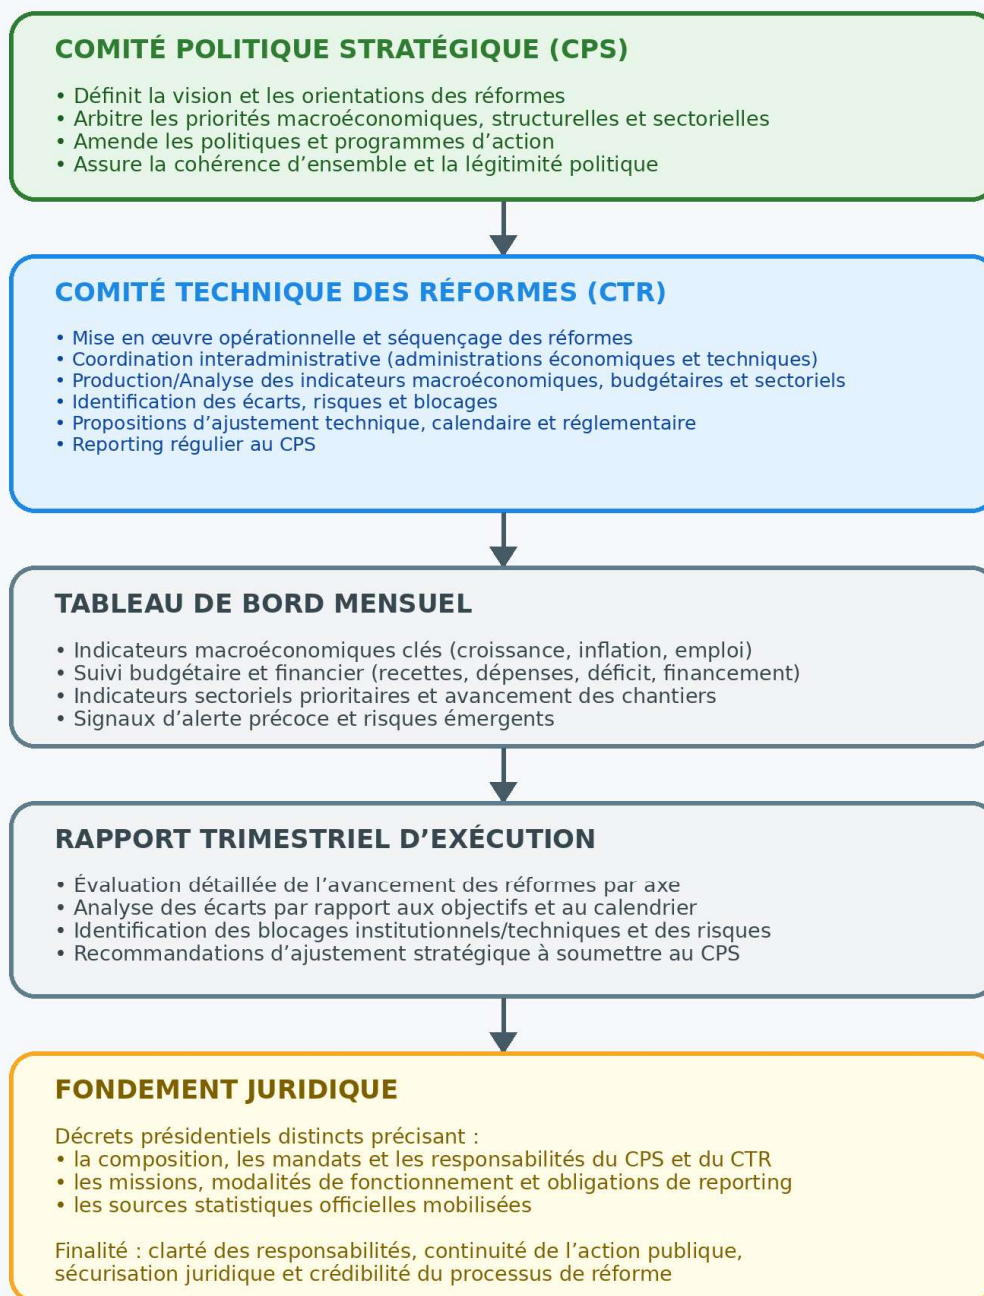 COMITÉ POLITIQUE STRATÉGIQUE (CPS)
• Définit la vision et les orientations des réformes
• Arbitre les priorités macroéconomiques, structurelles et sectorielles
• Amende les politiques et programmes d’action
• Assure la cohérence d’ensemble et la légitimité politique
COMITÉ TECHNIQUE DES RÉFORMES (CTR)
• Mise en œuvre opérationnelle et séquençage des réformes
• Coordination interadministrative (administrations économiques et techniques)
• Production/Analyse des indicateurs macroéconomiques, budgétaires et sectoriels
• Identification des écarts, risques et blocages
• Propositions d’ajustement technique, calendaire et réglementaire
• Reporting régulier au CPS
TABLEAU DE BORD MENSUEL
• Indicateurs macroéconomiques clés (croissance, inflation, emploi)
• Suivi budgétaire et financier (recettes, dépenses, déficit, financement)
• Indicateurs sectoriels prioritaires et avancement des chantiers
• Signaux d’alerte précoce et risques émergents
RAPPORT TRIMESTRIEL D’EXÉCUTION
• Évaluation détaillée de l’avancement des réformes par axe
• Analyse des écarts par rapport aux objectifs et au calendrier
• Identification des blocages institutionnels/techniques et des risques
• Recommandations d’ajustement stratégique à soumettre au CPS
FONDEMENT JURIDIQUE
Décrets présidentiels distincts précisant :
• la composition, les mandats et les responsabilités du CPS et du CTR
• les missions, modalités de fonctionnement et obligations de reporting
• les sources statistiques officielles mobilisées
Finalité : clarté des responsabilités, continuité de l’action publique,
sécurisation juridique et crédibilité du processus de réforme